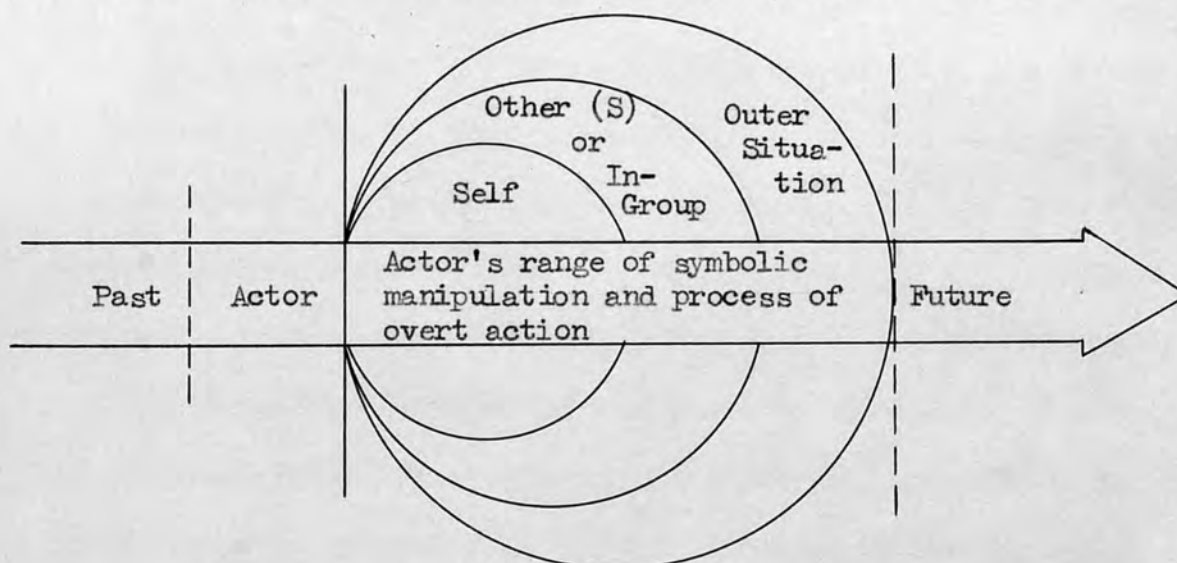 Other (S)
or
In-
Group
Outer
Situa-
tion
Self
Past
Actor
Actor's range of symbolic
manipulation and process of
overt action
Future